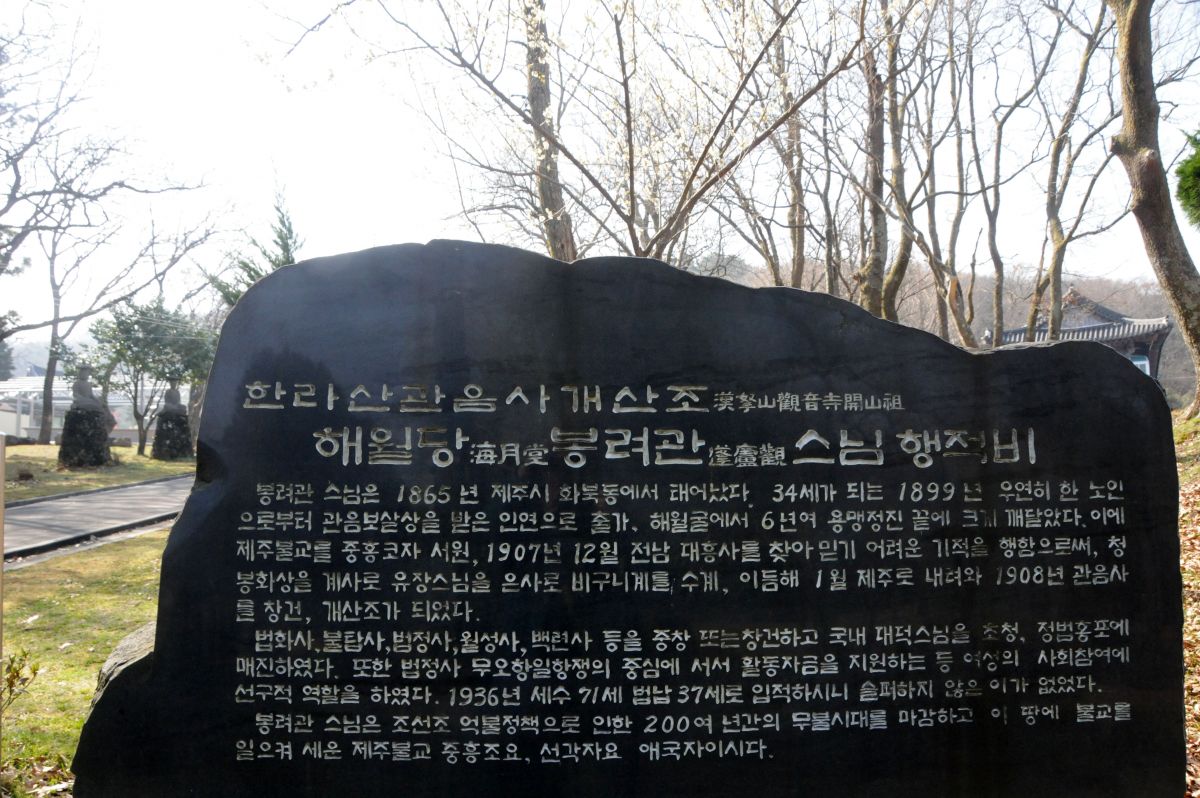 한라산관음사개산조 漢拏山觀音寺開山祖
해월당海月堂봉려관蓬廬觀스님행적비
봉려관 스님은 1865년 제주시 화북동에서 태어났다. 34세가 되는 1899년 우연히 한 노인
으로부터 관음보살상을 받은 인연으로 출가, 해월굴에서 6년여 용맹정진 끝에 크게 깨달았다. 이에
제주불교를 중흥코자 서원, 1907년 12월 전남 대흥사를 찾아 믿기 어려운 기적을 행함으로써, 청
봉화상을 계사로 유장스님을 은사로 비구니계를 수계, 이듬해 1월 제주로 내려와 1908년 관음사
를 창건, 개산조가 되었다.
법화사,불탑사,법정사,월성사,백련사 등을 중창 또는창건하고 국내 대덕스님을 초청, 정법홍포에
매진하였다. 또한 법정사 무오항일항쟁의 중심에 서서 활동자금을 지원하는 등 여성의 사회참여에
선구적 역할을 하였다. 1936년 세수 71세 법납 37세로 입적하시니 슬퍼하지 않은 이가 없었다.
봉려관 스님은 조선조 억불정책으로 인한 200여 년간의 무불시대를 마감하고 이 땅에 불교를
일으켜 세운 제주불교 중흥조요, 선각자요 애국자이시다.